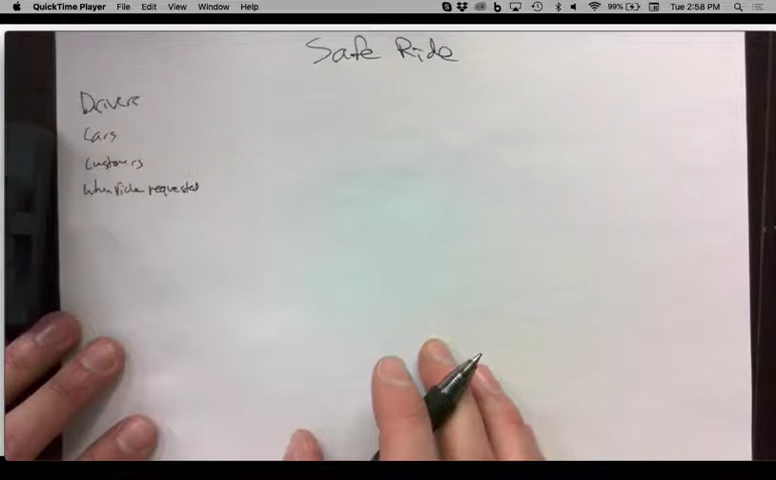 QuickTime Player File Edit View Window Help 99% Tue 2:58 PM
Safe Ride
Drivers
Cars
Customers
When ride requested